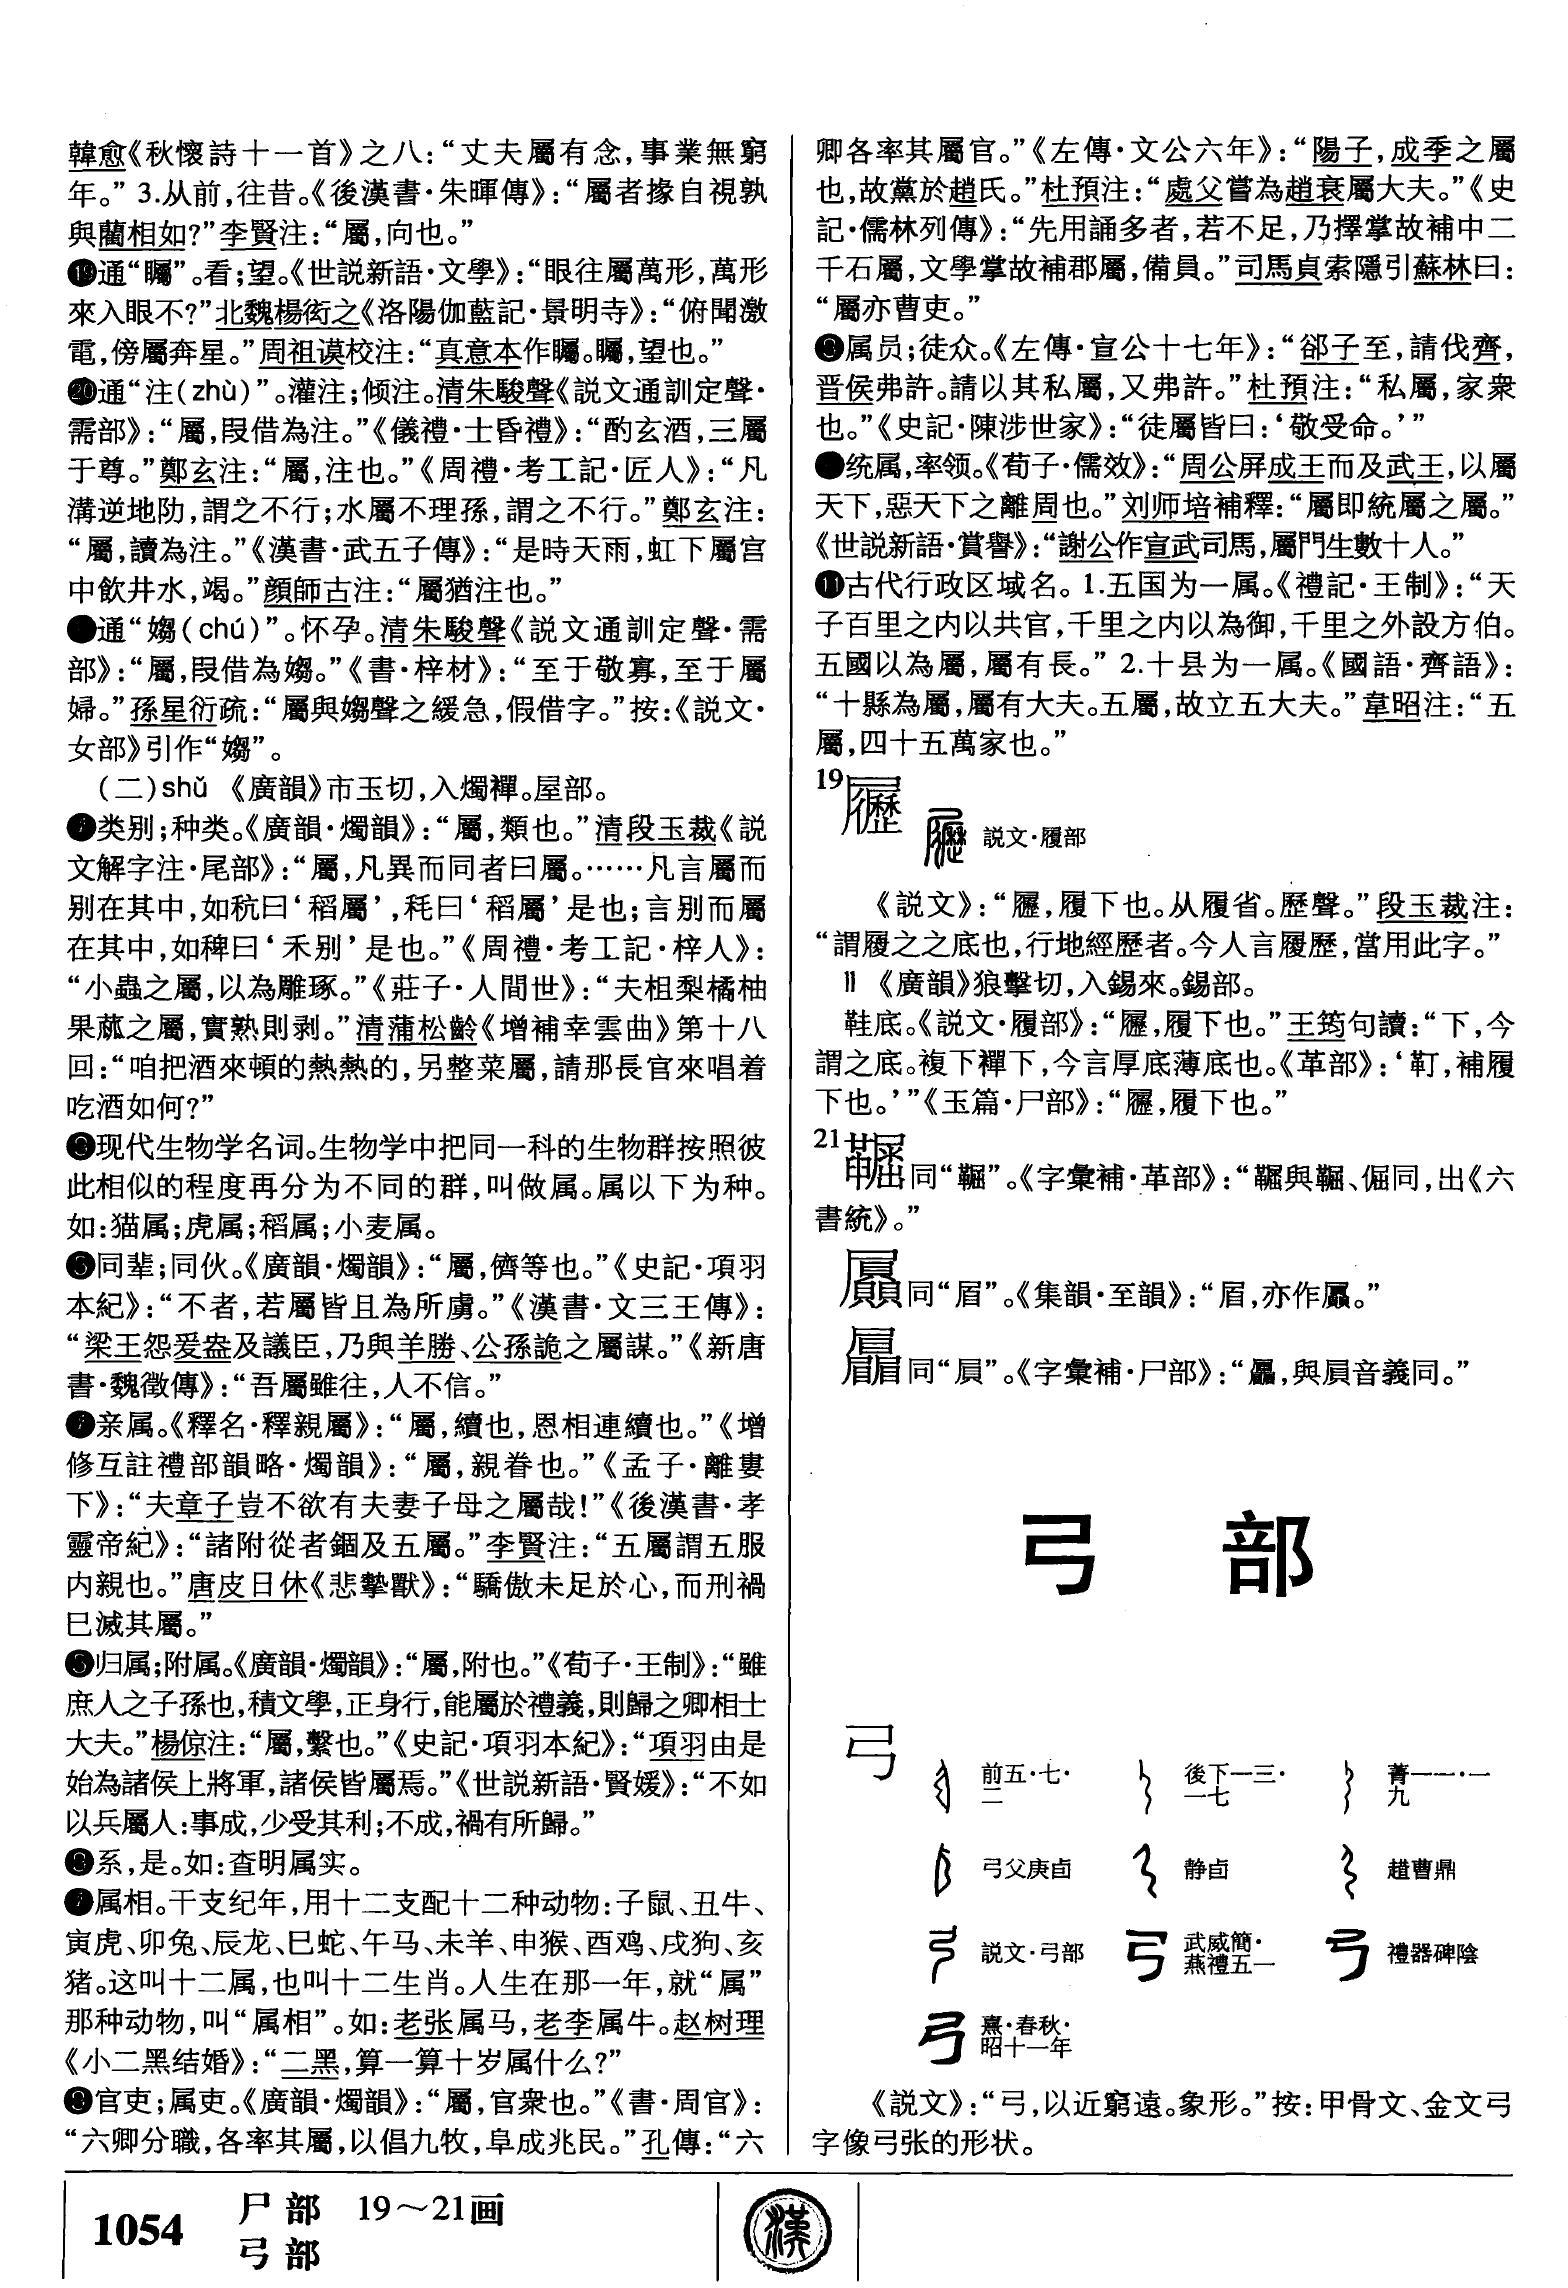 韓愈《秋懷詩十一首》之八：“丈夫屬有念，事業無窮
年。” 3.从前，往昔。《後漢書·朱暉傳》：“屬者掾自視孰
與藺相如？”李賢注：“屬，向也。”
⓳通“矚”。看；望。《世説新語·文學》：“眼往屬萬形，萬形
來入眼不？”北魏楊衒之《洛陽伽藍記·景明寺》：“俯聞激
電，傍屬奔星。”周祖谟校注：“真意本作矚。矚，望也。”
⓴通“注(zhù)”。灌注；倾注。清朱駿聲《説文通訓定聲·
需部》：“屬，叚借為注。”《儀禮·士昏禮》：“酌玄酒，三屬
于尊。”鄭玄注：“屬，注也。”《周禮·考工記·匠人》：“凡
溝逆地阞，謂之不行；水屬不理孫，謂之不行。”鄭玄注：
“屬，讀為注。”《漢書·武五子傳》：“是時天雨，虹下屬宫
中飲井水，竭。”顔師古注：“屬猶注也。”
通“媰(chú)”。怀孕。清朱駿聲《説文通訓定聲·需
部》：“屬，叚借為媰。”《書·梓材》：“至于敬寡，至于屬
婦。”孫星衍疏：“屬與媰聲之緩急，假借字。”按：《説文·
女部》引作“媰”。
(二)shǔ 《廣韻》市玉切，入燭禪。屋部。
❶类别；种类。《廣韻·燭韻》：“屬，類也。”清段玉裁《説
文解字注·尾部》：“屬，凡異而同者曰屬。……凡言屬而
别在其中，如秔曰‘稻屬’，秏曰‘稻屬’是也；言别而屬
在其中，如稗曰‘禾别’是也。”《周禮·考工記·梓人》：
“小蟲之屬，以為雕琢。”《莊子·人間世》：“夫柤梨橘柚
果蓏之屬，實熟則剥。”清蒲松齡《增補幸雲曲》第十八
回：“咱把酒來頓的熱熱的，另整菜屬，請那長官來唱着
吃酒如何？”
❷现代生物学名词。生物学中把同一科的生物群按照彼
此相似的程度再分为不同的群，叫做属。属以下为种。
如：猫属；虎属；稻属；小麦属。
❸同辈；同伙。《廣韻·燭韻》：“屬，儕等也。”《史記·項羽
本紀》：“不者，若屬皆且為所虜。”《漢書·文三王傳》：
“梁王怨爰盎及議臣，乃與羊勝、公孫詭之屬謀。”《新唐
書·魏徵傳》：“吾屬雖往，人不信。”
❹亲属。《釋名·釋親屬》：“屬，續也，恩相連續也。”《增
修互註禮部韻略·燭韻》：“屬，親眷也。”《孟子·離婁
下》：“夫章子豈不欲有夫妻子母之屬哉！”《後漢書·孝
靈帝紀》：“諸附從者錮及五屬。”李賢注：“五屬謂五服
内親也。”唐皮日休《悲摯獸》：“驕傲未足於心，而刑禍
巳滅其屬。”
❺归属；附属。《廣韻·燭韻》：“屬，附也。”《荀子·王制》：“雖
庶人之子孫也，積文學，正身行，能屬於禮義，則歸之卿相士
大夫。”楊倞注：“屬，繫也。”《史記·項羽本紀》：“項羽由是
始為諸侯上將軍，諸侯皆屬焉。”《世説新語·賢媛》：“不如
以兵屬人：事成，少受其利；不成，禍有所歸。”
❻系，是。如：查明属实。
❼属相。干支纪年，用十二支配十二种动物：子鼠、丑牛、
寅虎、卯兔、辰龙、巳蛇、午马、未羊、申猴、酉鸡、戌狗、亥
猪。这叫十二属，也叫十二生肖。人生在那一年，就“属”
那种动物，叫“属相”。如：老张属马，老李属牛。赵树理
《小二黑结婚》：“二黑，算一算十岁属什么？”
❽官吏；属吏。《廣韻·燭韻》：“屬，官衆也。”《書·周官》：
“六卿分職，各率其屬，以倡九牧，阜成兆民。”孔傳：“六
卿各率其屬官。”《左傳·文公六年》：“陽子，成季之屬
也，故黨於趙氏。”杜預注：“處父嘗為趙衰屬大夫。”《史
記·儒林列傳》：“先用誦多者，若不足，乃擇掌故補中二
千石屬，文學掌故補郡屬，備員。”司馬貞索隱引蘇林曰：
“屬亦曹吏。”
❾属员；徒众。《左傳·宣公十七年》：“郤子至，請伐齊，
晋侯弗許。請以其私屬，又弗許。”杜預注：“私屬，家衆
也。”《史記·陳涉世家》：“徒屬皆曰：‘敬受命。’”
统属，率领。《荀子·儒效》：“周公屏成王而及武王，以屬
天下，惡天下之離周也。”刘师培補釋：“屬即統屬之屬。”
《世説新語·賞譽》：“謝公作宣武司馬，屬門生數十人。”
⓫古代行政区域名。 1.五国为一属。《禮記·王制》：“天
子百里之内以共官，千里之内以為御，千里之外設方伯。
五國以為屬，屬有長。” 2.十县为一属。《國語·齊語》：
“十縣為屬，屬有大夫。五屬，故立五大夫。”韋昭注：“五
屬，四十五萬家也。”
19 㞡
説文·履部
《説文》：“㞡，履下也。从履省。歷聲。”段玉裁注：
“謂履之之底也，行地經歷者。今人言履歷，當用此字。”
Ⅱ 《廣韻》狼擊切，入錫來。錫部。
鞋底。《説文·履部》：“㞡，履下也。”王筠句讀：“下，今
謂之底。複下襌下，今言厚底薄底也。《革部》：‘靪，補履
下也。’”《玉篇·尸部》：“㞡，履下也。”
21
同“䩯”。《字彙補·革部》：“與、倔同，出《六
書統》。”
同“眉”。《集韻·至韻》：“眉，亦作屭。”
同“屓”。《字彙補·尸部》：“，與屓音義同。”
弓 部
弓
前五·七·二
後下一三·一七
菁一一·一九
弓父庚卣
静卣
趞曹鼎
説文·弓部
武威簡·燕禮五一
禮器碑陰
熹·春秋·昭十一年
《説文》：“弓，以近窮遠。象形。”按：甲骨文、金文弓
字像弓张的形状。
1054
尸部 19～21画
弓部
漢